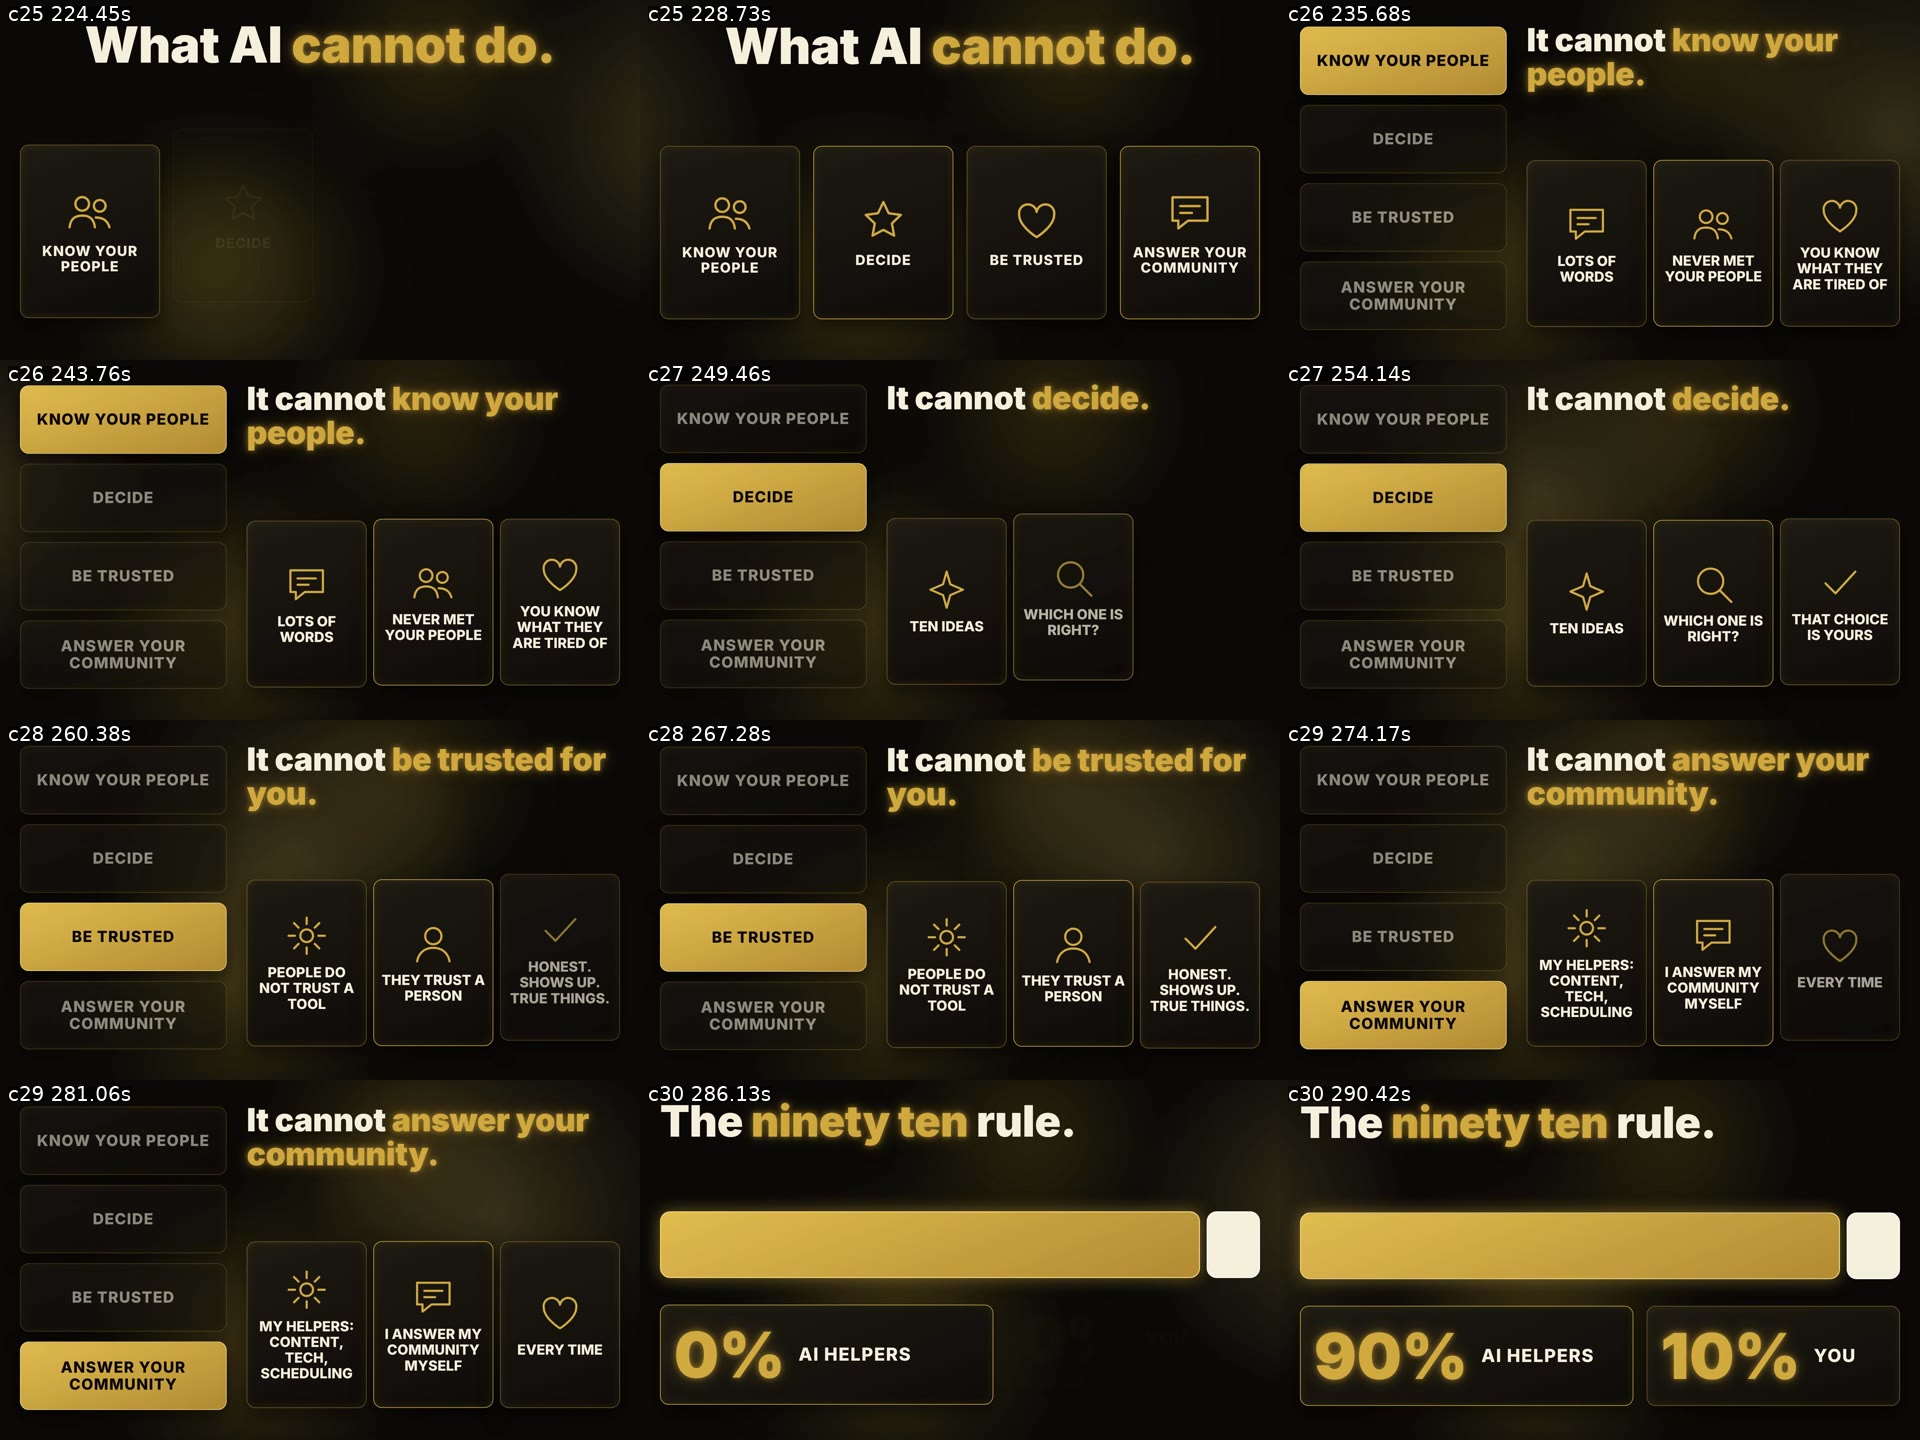 c25 224.45s
What AI cannot do.
KNOW YOUR
PEOPLE
DECIDE
c25 228.73s
What AI cannot do.
KNOW YOUR
PEOPLE
DECIDE
BE TRUSTED
ANSWER YOUR
COMMUNITY
c26 235.68s
KNOW YOUR PEOPLE
DECIDE
BE TRUSTED
ANSWER YOUR
COMMUNITY
It cannot know your
people.
LOTS OF
WORDS
NEVER MET
YOUR PEOPLE
YOU KNOW
WHAT THEY
ARE TIRED OF
c26 243.76s
KNOW YOUR PEOPLE
DECIDE
BE TRUSTED
ANSWER YOUR
COMMUNITY
It cannot know your
people.
LOTS OF
WORDS
NEVER MET
YOUR PEOPLE
YOU KNOW
WHAT THEY
ARE TIRED OF
c27 249.46s
KNOW YOUR PEOPLE
DECIDE
BE TRUSTED
ANSWER YOUR
COMMUNITY
It cannot decide.
TEN IDEAS
WHICH ONE IS
RIGHT?
c27 254.14s
KNOW YOUR PEOPLE
DECIDE
BE TRUSTED
ANSWER YOUR
COMMUNITY
It cannot decide.
TEN IDEAS
WHICH ONE IS
RIGHT?
THAT CHOICE
IS YOURS
c28 260.38s
KNOW YOUR PEOPLE
DECIDE
BE TRUSTED
ANSWER YOUR
COMMUNITY
It cannot be trusted for
you.
PEOPLE DO
NOT TRUST A
TOOL
THEY TRUST A
PERSON
HONEST.
SHOWS UP.
TRUE THINGS.
c28 267.28s
KNOW YOUR PEOPLE
DECIDE
BE TRUSTED
ANSWER YOUR
COMMUNITY
It cannot be trusted for
you.
PEOPLE DO
NOT TRUST A
TOOL
THEY TRUST A
PERSON
HONEST.
SHOWS UP.
TRUE THINGS.
c29 274.17s
KNOW YOUR PEOPLE
DECIDE
BE TRUSTED
ANSWER YOUR
COMMUNITY
It cannot answer your
community.
MY HELPERS:
CONTENT,
TECH,
SCHEDULING
I ANSWER MY
COMMUNITY
MYSELF
EVERY TIME
c29 281.06s
KNOW YOUR PEOPLE
DECIDE
BE TRUSTED
ANSWER YOUR
COMMUNITY
It cannot answer your
community.
MY HELPERS:
CONTENT,
TECH,
SCHEDULING
I ANSWER MY
COMMUNITY
MYSELF
EVERY TIME
c30 286.13s
The ninety ten rule.
0% AI HELPERS
c30 290.42s
The ninety ten rule.
90% AI HELPERS
10% YOU